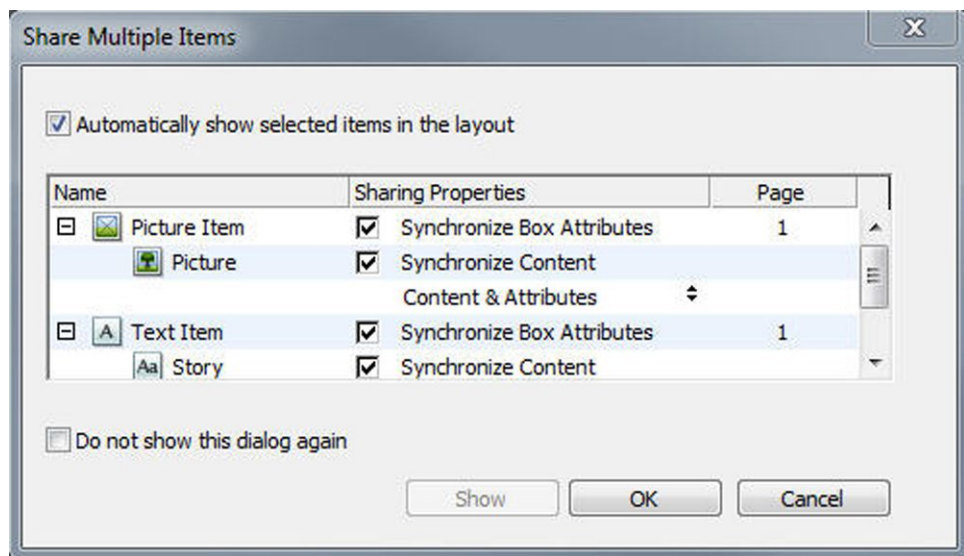 Share Multiple Items
Automatically show selected items in the layout
Name Sharing Properties Page
Picture Item Synchronize Box Attributes 1
Picture Synchronize Content
Content & Attributes
A Text Item Synchronize Box Attributes 1
Aa Story Synchronize Content
Do not show this dialog again
Show OK Cancel